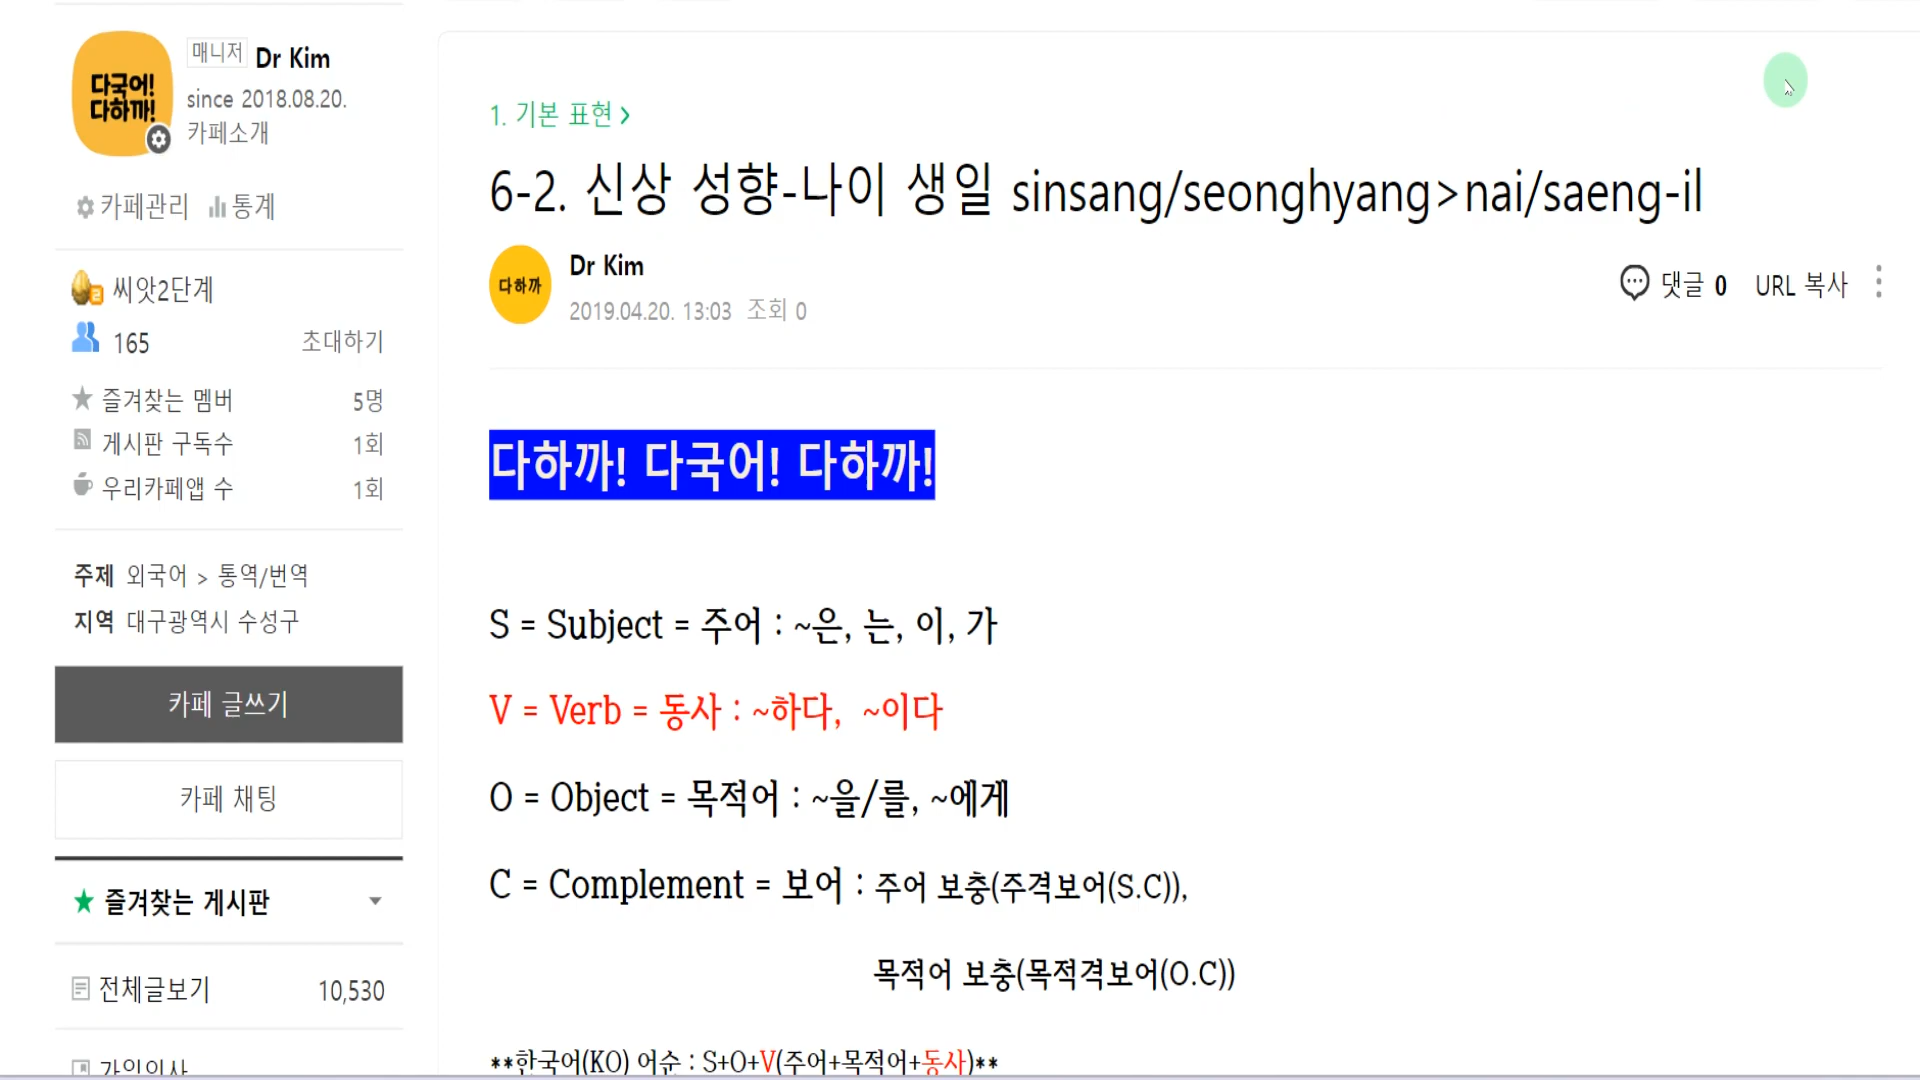 다국어!
다하까!
매니저 Dr Kim
since 2018.08.20.
카페소개
카페관리 통계
씨앗2단계
165 초대하기
즐겨찾는 멤버 5명
게시판 구독수 1회
우리카페앱 수 1회
주제 외국어 > 통역/번역
지역 대구광역시 수성구
카페 글쓰기
카페 채팅
즐겨찾는 게시판
전체글보기 10,530
가입인사
1. 기본 표현 >
6-2. 신상 성향-나이 생일 sinsang/seonghyang>nai/saeng-il
다하까
Dr Kim
2019.04.20. 13:03 조회 0
댓글 0 URL 복사
다하까! 다국어! 다하까!
S = Subject = 주어 : ~은, 는, 이, 가
V = Verb = 동사 : ~하다, ~이다
O = Object = 목적어 : ~을/를, ~에게
C = Complement = 보어 : 주어 보충(주격보어(S.C)),
목적어 보충(목적격보어(O.C))
**한국어(KO) 어순 : S+O+V(주어+목적어+동사)**